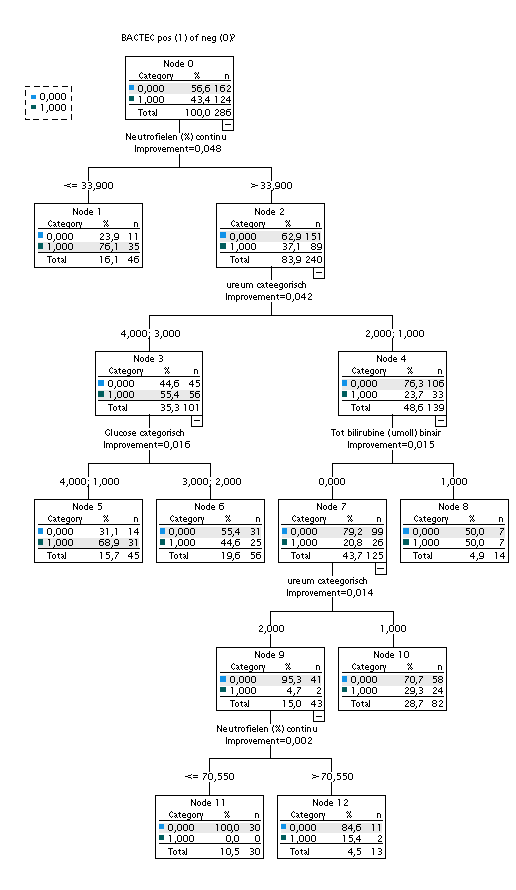 BACTEC pos (1) of neg (0)?
0,000
1,000
Node 0
Category % n
0,000 56,6 162
1,000 43,4 124
Total 100,0 286
Neutrofielen (%) continu
Improvement=0,048
<= 33,900
> 33,900
Node 1
Category % n
0,000 23,9 11
1,000 76,1 35
Total 16,1 46
Node 2
Category % n
0,000 62,9 151
1,000 37,1 89
Total 83,9 240
ureum cateegorisch
Improvement=0,042
4,000; 3,000
2,000; 1,000
Node 3
Category % n
0,000 44,6 45
1,000 55,4 56
Total 35,3 101
Glucose categorisch
Improvement=0,016
Node 4
Category % n
0,000 76,3 106
1,000 23,7 33
Total 48,6 139
Tot bilirubine (umoll) binair
Improvement=0,015
4,000; 1,000
3,000; 2,000
0,000
1,000
Node 5
Category % n
0,000 31,1 14
1,000 68,9 31
Total 15,7 45
Node 6
Category % n
0,000 55,4 31
1,000 44,6 25
Total 19,6 56
Node 7
Category % n
0,000 79,2 99
1,000 20,8 26
Total 43,7 125
Node 8
Category % n
0,000 50,0 7
1,000 50,0 7
Total 4,9 14
ureum cateegorisch
Improvement=0,014
2,000
1,000
Node 9
Category % n
0,000 95,3 41
1,000 4,7 2
Total 15,0 43
Node 10
Category % n
0,000 70,7 58
1,000 29,3 24
Total 28,7 82
Neutrofielen (%) continu
Improvement=0,002
<= 70,550
> 70,550
Node 11
Category % n
0,000 100,0 30
1,000 0,0 0
Total 10,5 30
Node 12
Category % n
0,000 84,6 11
1,000 15,4 2
Total 4,5 13